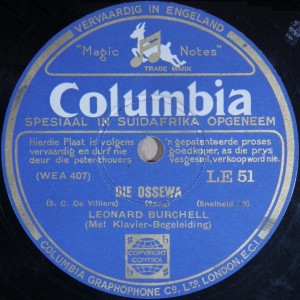 VERVAARDIG IN ENGELAND
"Magic Notes"
TRADE MARK
Columbia
SPESIAAL IN SUIDAFRIKA OPGENEEM
Hierdie Plaat is volgens 'n gepatenteerde proses
vervaardig en durf nie goedkoper, as die prys
deur die patenthouers Vasgestel, verkoop word nie.
(WEA 407)
LE 51
DIE OSSEWA
(S. C. De Villiers) (Snelheid
LEONARD BURCHELL
(Met Klavier-Begeleiding)
COPYRIGHT
CONTROL
COLUMBIA GRAPHOPHONE CO., LTD. LONDON, E.C.1.